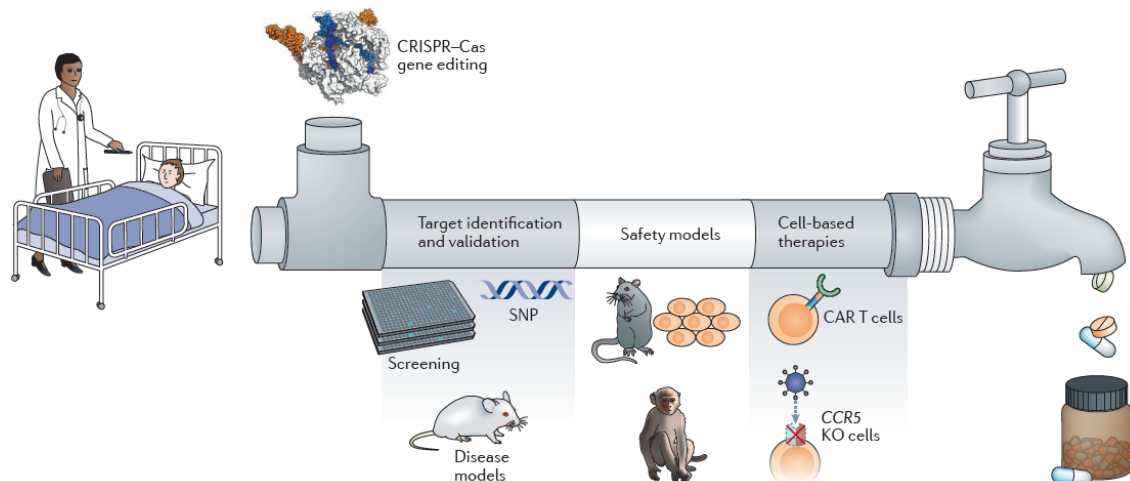 CRISPR–Cas
gene editing
Target identification
and validation
Safety models
Cell-based
therapies
SNP
Screening
Disease
models
CAR T cells
CCR5
KO cells